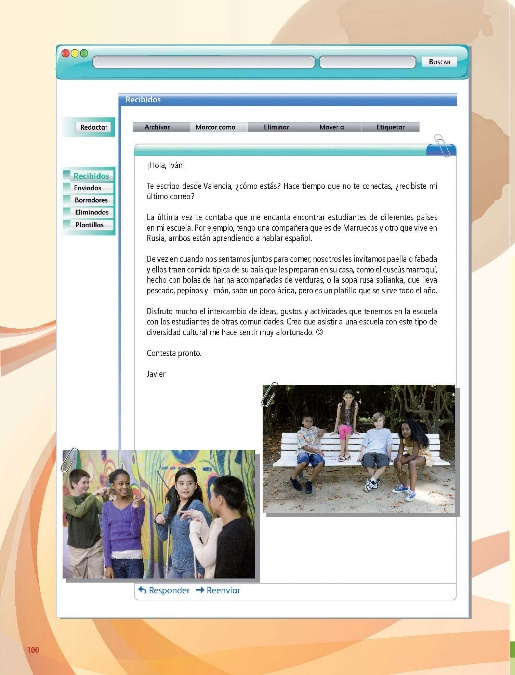 BUSCAR
Recibidos
Redactar
Archivar Marcar como Eliminar Mover a Etiquetar
Recibidos
Enviados
Borradores
Eliminados
Plantillas
¡Hola, Iván!
Te escribo desde Valencia, ¿cómo estás? Hace tiempo que no te conectas, ¿recibiste mi
último correo?
La última vez te contaba que me encanta encontrar estudiantes de diferentes países
en mi escuela. Por ejemplo, tengo una compañera que es de Marruecos y otro que vive en
Rusia, ambos están aprendiendo a hablar español.
De vez en cuando nos sentamos juntos para comer, nosotros les invitamos paella o fabada
y ellos traen comida típica de su país que les preparan en su casa, como el cuscús marroquí,
hecho con bolas de harina acompañadas de verduras, o la sopa rusa solianka, que lleva
pescado, pepinos y limón, sabe un poco ácida, pero es un platillo que se sirve todo el año.
Disfruto mucho el intercambio de ideas, gustos y actividades que tenemos en la escuela
con los estudiantes de otras comunidades. Creo que asistir a una escuela con este tipo de
diversidad cultural me hace sentir muy afortunado. ☺
Contesta pronto.
Javier
Responder Reenviar
100